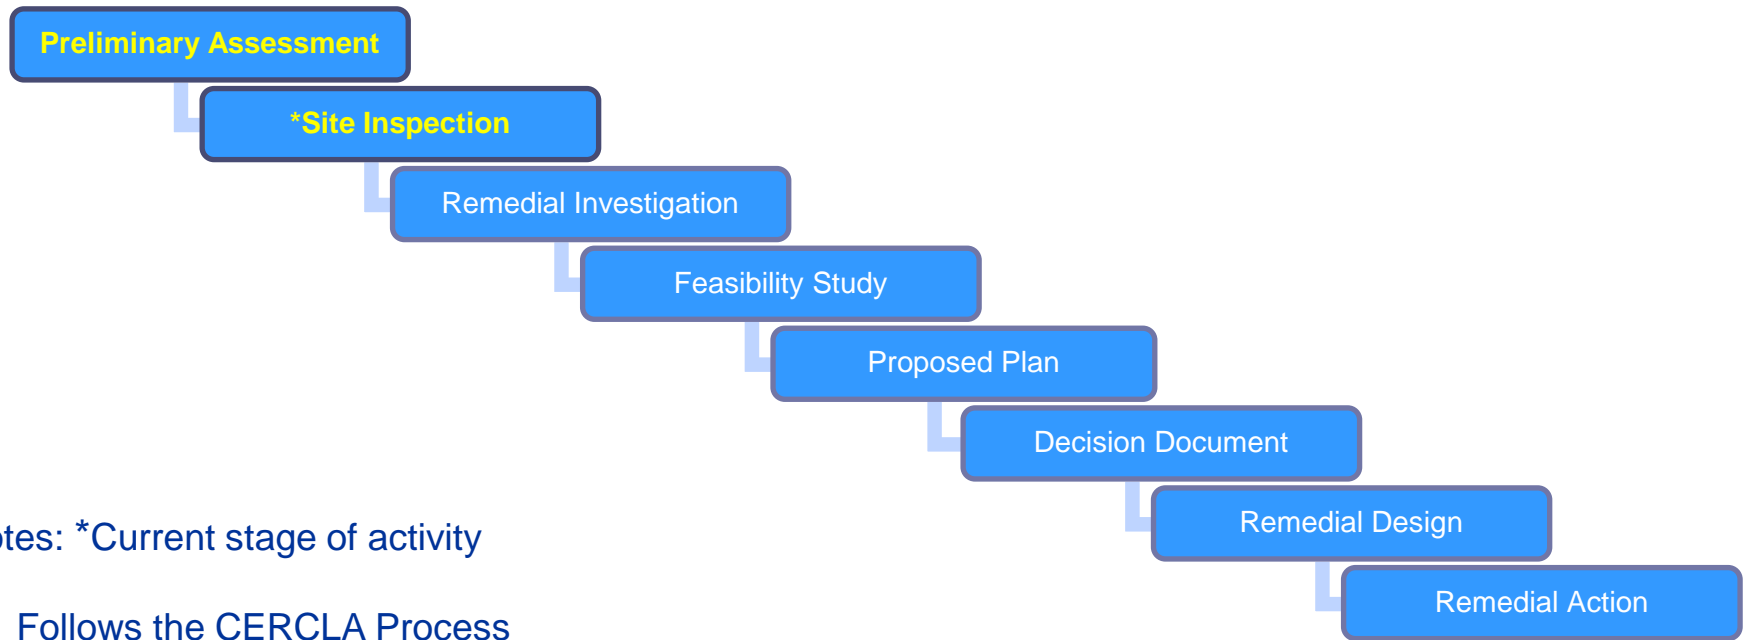 Preliminary Assessment
*Site Inspection
Remedial Investigation
Feasibility Study
Proposed Plan
Decision Document
Remedial Design
otes: *Current stage of activity
Remedial Action
Follows the CERCLA Process